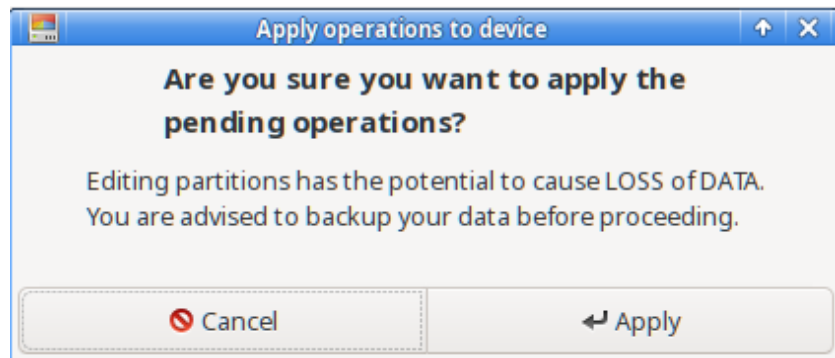 Apply operations to device
Are you sure you want to apply the
pending operations?
Editing partitions has the potential to cause LOSS of DATA.
You are advised to backup your data before proceeding.
Cancel
Apply